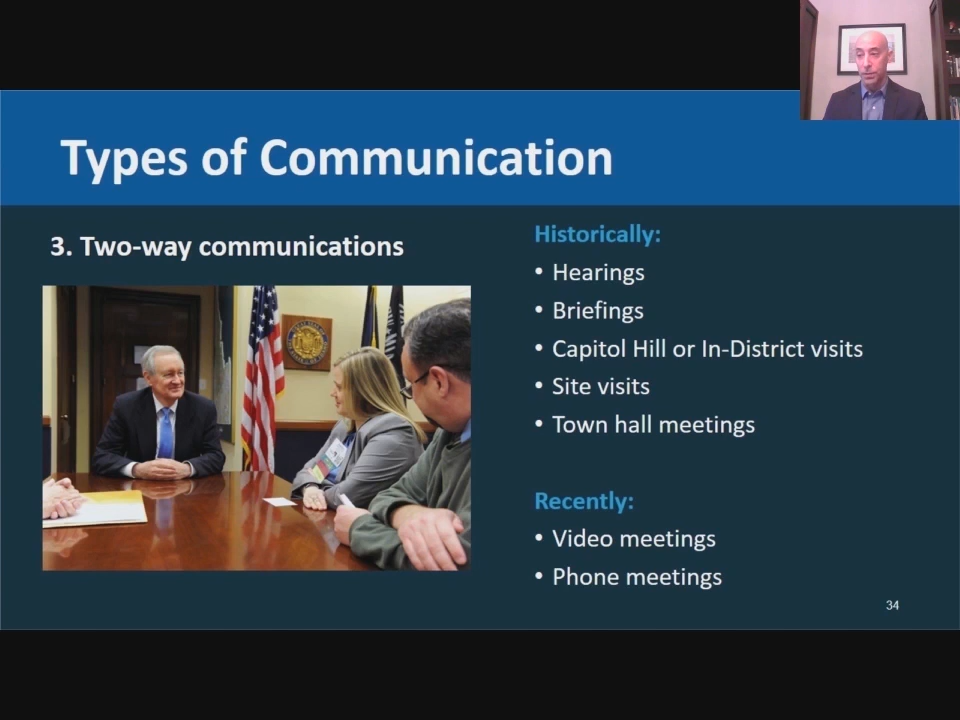 Types of Communication
3. Two-way communications
Historically:
• Hearings
• Briefings
• Capitol Hill or In-District visits
• Site visits
• Town hall meetings
Recently:
• Video meetings
• Phone meetings
34